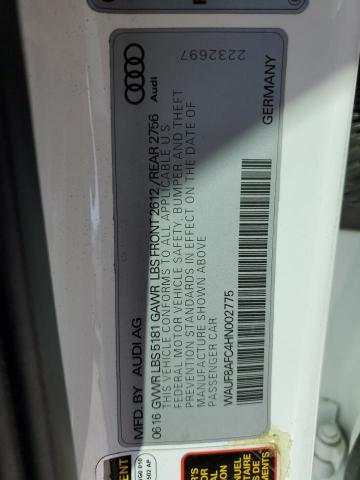 MFD. BY AUDI AG
Audi
0616 GVWR LBS 5181 GAWR LBS FRONT 2612/REAR 2756
THIS VEHICLE CONFORMS TO ALL APPLICABLE U S
FEDERAL MOTOR VEHICLE SAFETY, BUMPER AND THEFT
PREVENTION STANDARDS IN EFFECT ON THE DATE OF
MANUFACTURE SHOWN ABOVE
PASSENGER CAR
2232697
WAUF8AFC4HN002775
GERMANY